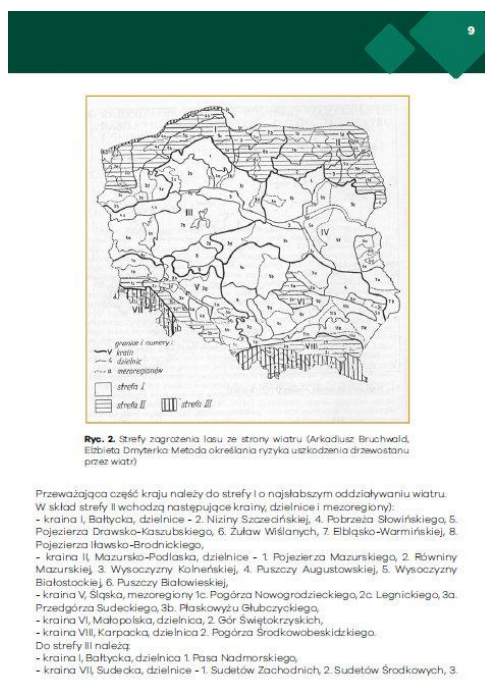 9
I
II
III
IV
V
VI
VII
VIII
granice i numery:
V krain
4 dzielnic
a mezoregionów
strefa I
strefa II strefa III
Ryc. 2. Strefy zagrożenia lasu ze strony wiatru (Arkadiusz Bruchwald,
Elżbieta Dmyterko Metoda określania ryzyka uszkodzenia drzewostanu
przez wiatr)
Przeważająca część kraju należy do strefy I o najsłabszym oddziaływaniu wiatru.
W skład strefy II wchodzą następujące krainy, dzielnice i mezoregiony):
- kraina I, Bałtycka, dzielnice - 2. Niziny Szczecińskiej, 4. Pobrzeża Słowińskiego, 5.
Pojezierza Drawsko-Kaszubskiego, 6. Żuław Wiślanych, 7. Elbląsko-Warmińskiej, 8.
Pojezierza Iławsko-Brodnickiego,
- kraina II, Mazursko-Podlaska, dzielnice - 1. Pojezierza Mazurskiego, 2. Równiny
Mazurskiej, 3. Wysoczyzny Kolneńskiej, 4. Puszczy Augustowskiej, 5. Wysoczyzny
Białostockiej, 6. Puszczy Białowieskiej,
- kraina V, Śląska, mezoregiony 1c. Pogórza Nowogrodzieckiego, 2c. Legnickiego, 3a.
Przedgórza Sudeckiego, 3b. Płaskowyżu Głubczyckiego,
- kraina VI, Małopolska, dzielnica, 2. Gór Świętokrzyskich,
- kraina VIII, Karpacka, dzielnica 2. Pogórza Środkowobeskidzkiego.
Do strefy III należą:
- kraina I, Bałtycka, dzielnica 1. Pasa Nadmorskiego,
- kraina VII, Sudecka, dzielnice - 1. Sudetów Zachodnich, 2. Sudetów Środkowych, 3.